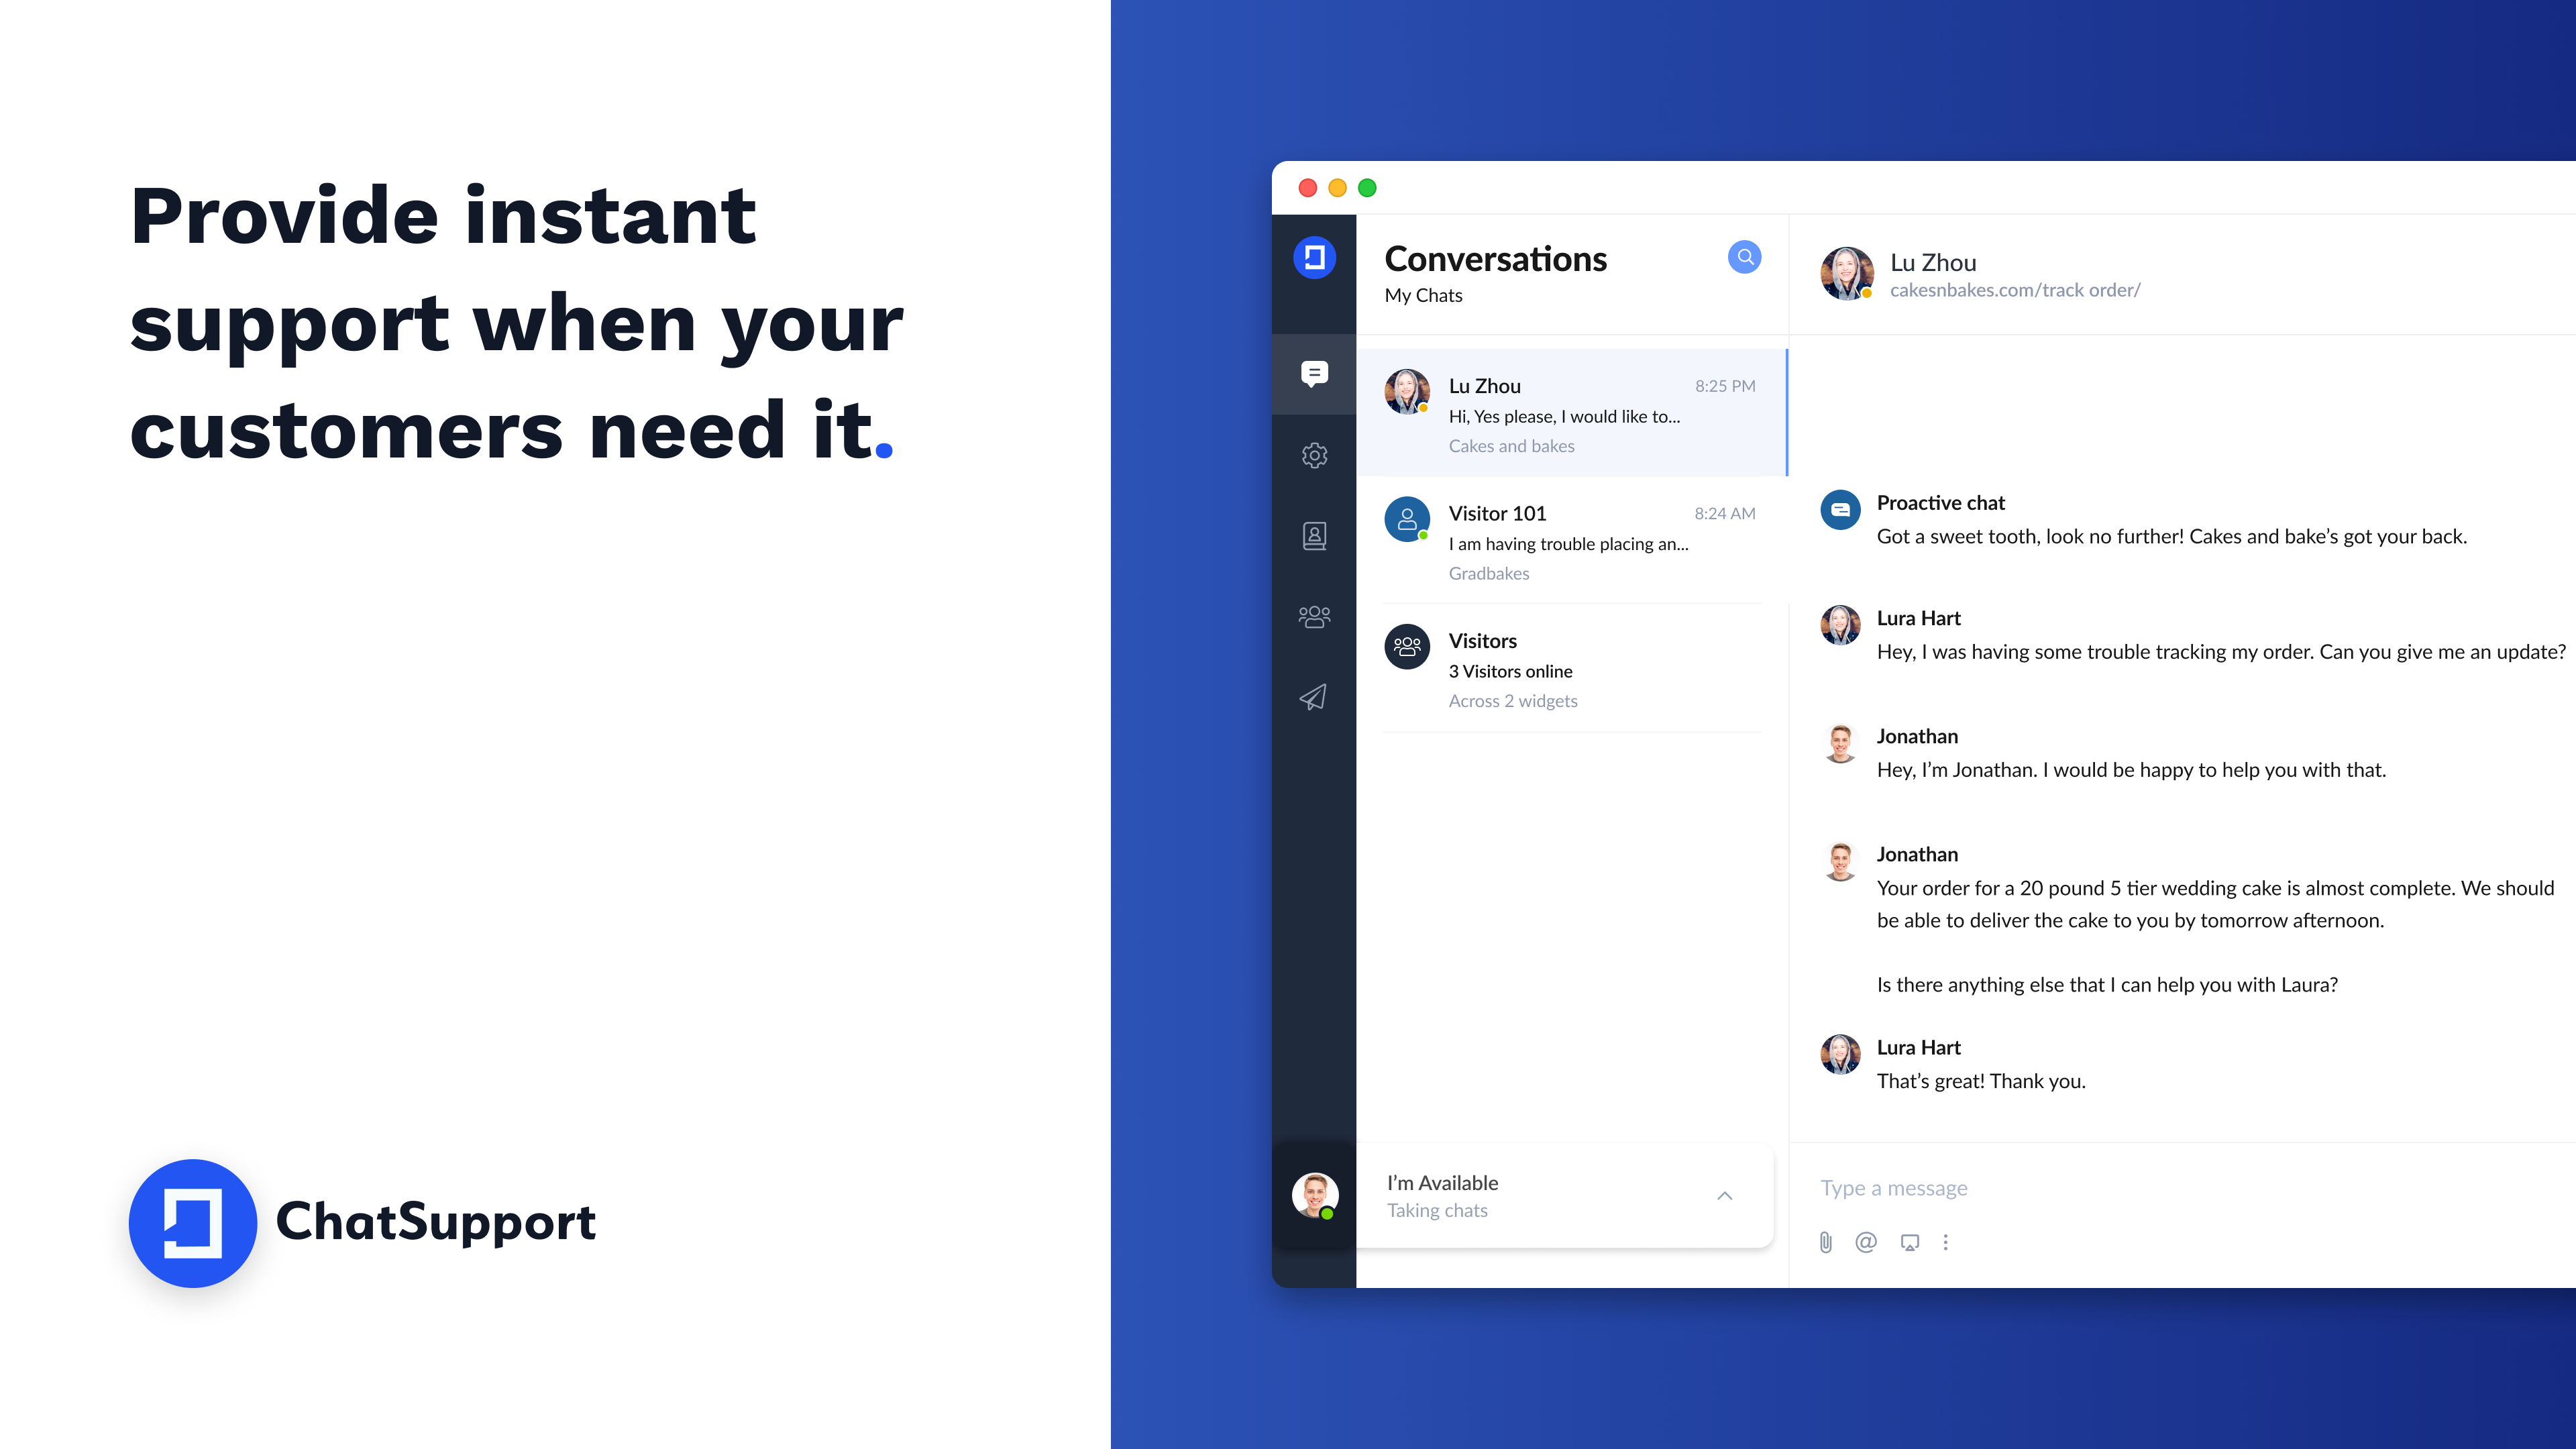 Provide instant
support when your
customers need it.
ChatSupport
Conversations
My Chats
Lu Zhou
8:25 PM
Hi, Yes please, I would like to...
Cakes and bakes
Visitor 101
8:24 AM
I am having trouble placing an...
Gradbakes
Visitors
3 Visitors online
Across 2 widgets
I'm Available
Taking chats
Lu Zhou
cakesnbakes.com/track order/
Proactive chat
Got a sweet tooth, look no further! Cakes and bake's got your back.
Lura Hart
Hey, I was having some trouble tracking my order. Can you give me an update?
Jonathan
Hey, I'm Jonathan. I would be happy to help you with that.
Jonathan
Your order for a 20 pound 5 tier wedding cake is almost complete. We should
be able to deliver the cake to you by tomorrow afternoon.
Is there anything else that I can help you with Laura?
Lura Hart
That's great! Thank you.
Type a message